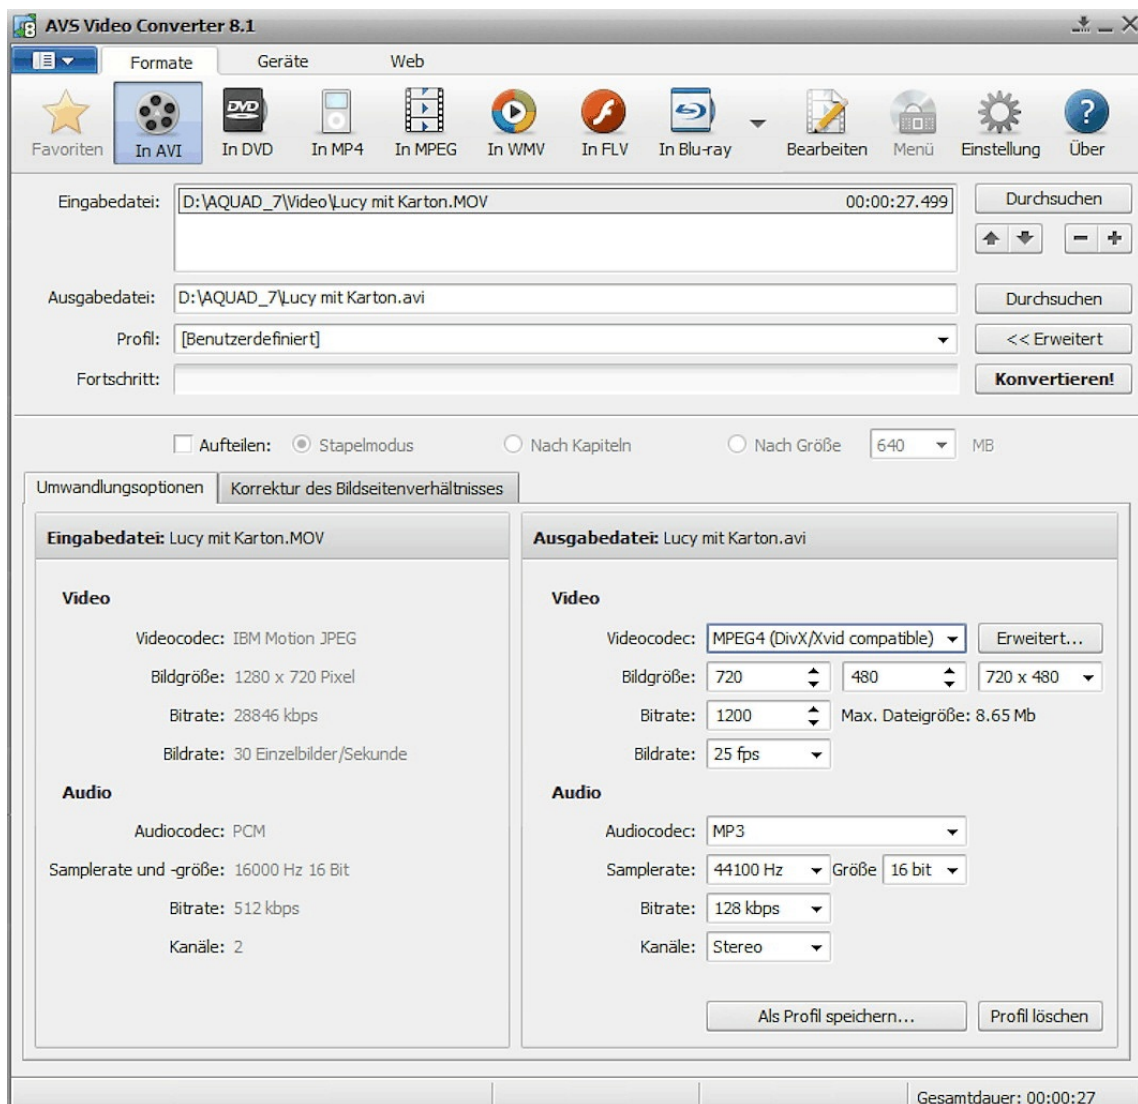 AVS Video Converter 8.1
Formate Geräte Web
Favoriten In AVI In DVD In MP4 In MPEG In WMV In FLV In Blu-ray Bearbeiten Menü Einstellung Über
Eingabedatei: D:\AQUAD_7\Video\Lucy mit Karton.MOV 00:00:27.499 Durchsuchen
Ausgabedatei: D:\AQUAD_7\Lucy mit Karton.avi Durchsuchen
Profil: [Benutzerdefiniert] << Erweitert
Fortschritt: Konvertieren!
Aufteilen: Stapelmodus Nach Kapiteln Nach Größe 640 MB
Umwandlungsoptionen Korrektur des Bildseitenverhältnisses
Eingabedatei: Lucy mit Karton.MOV
Video
Videocodec: IBM Motion JPEG
Bildgröße: 1280 x 720 Pixel
Bitrate: 28846 kbps
Bildrate: 30 Einzelbilder/Sekunde
Audio
Audiocodec: PCM
Samplerate und -größe: 16000 Hz 16 Bit
Bitrate: 512 kbps
Kanäle: 2
Ausgabedatei: Lucy mit Karton.avi
Video
Videocodec: MPEG4 (DivX/Xvid compatible) Erweitert...
Bildgröße: 720 480 720 x 480
Bitrate: 1200 Max. Dateigröße: 8.65 Mb
Bildrate: 25 fps
Audio
Audiocodec: MP3
Samplerate: 44100 Hz Größe 16 bit
Bitrate: 128 kbps
Kanäle: Stereo
Als Profil speichern... Profil löschen
Gesamtdauer: 00:00:27